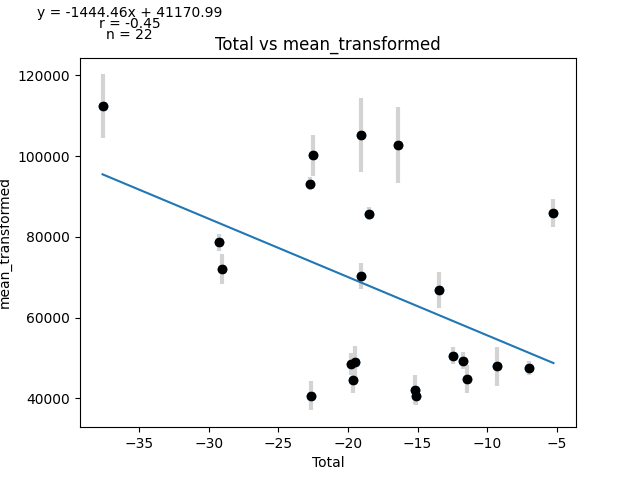 y = -1444.46x + 41170.99
r = -0.45
n = 22
Total vs mean_transformed
120000
100000
80000
60000
40000
mean_transformed
−35 −30 −25 −20 −15 −10 −5
Total